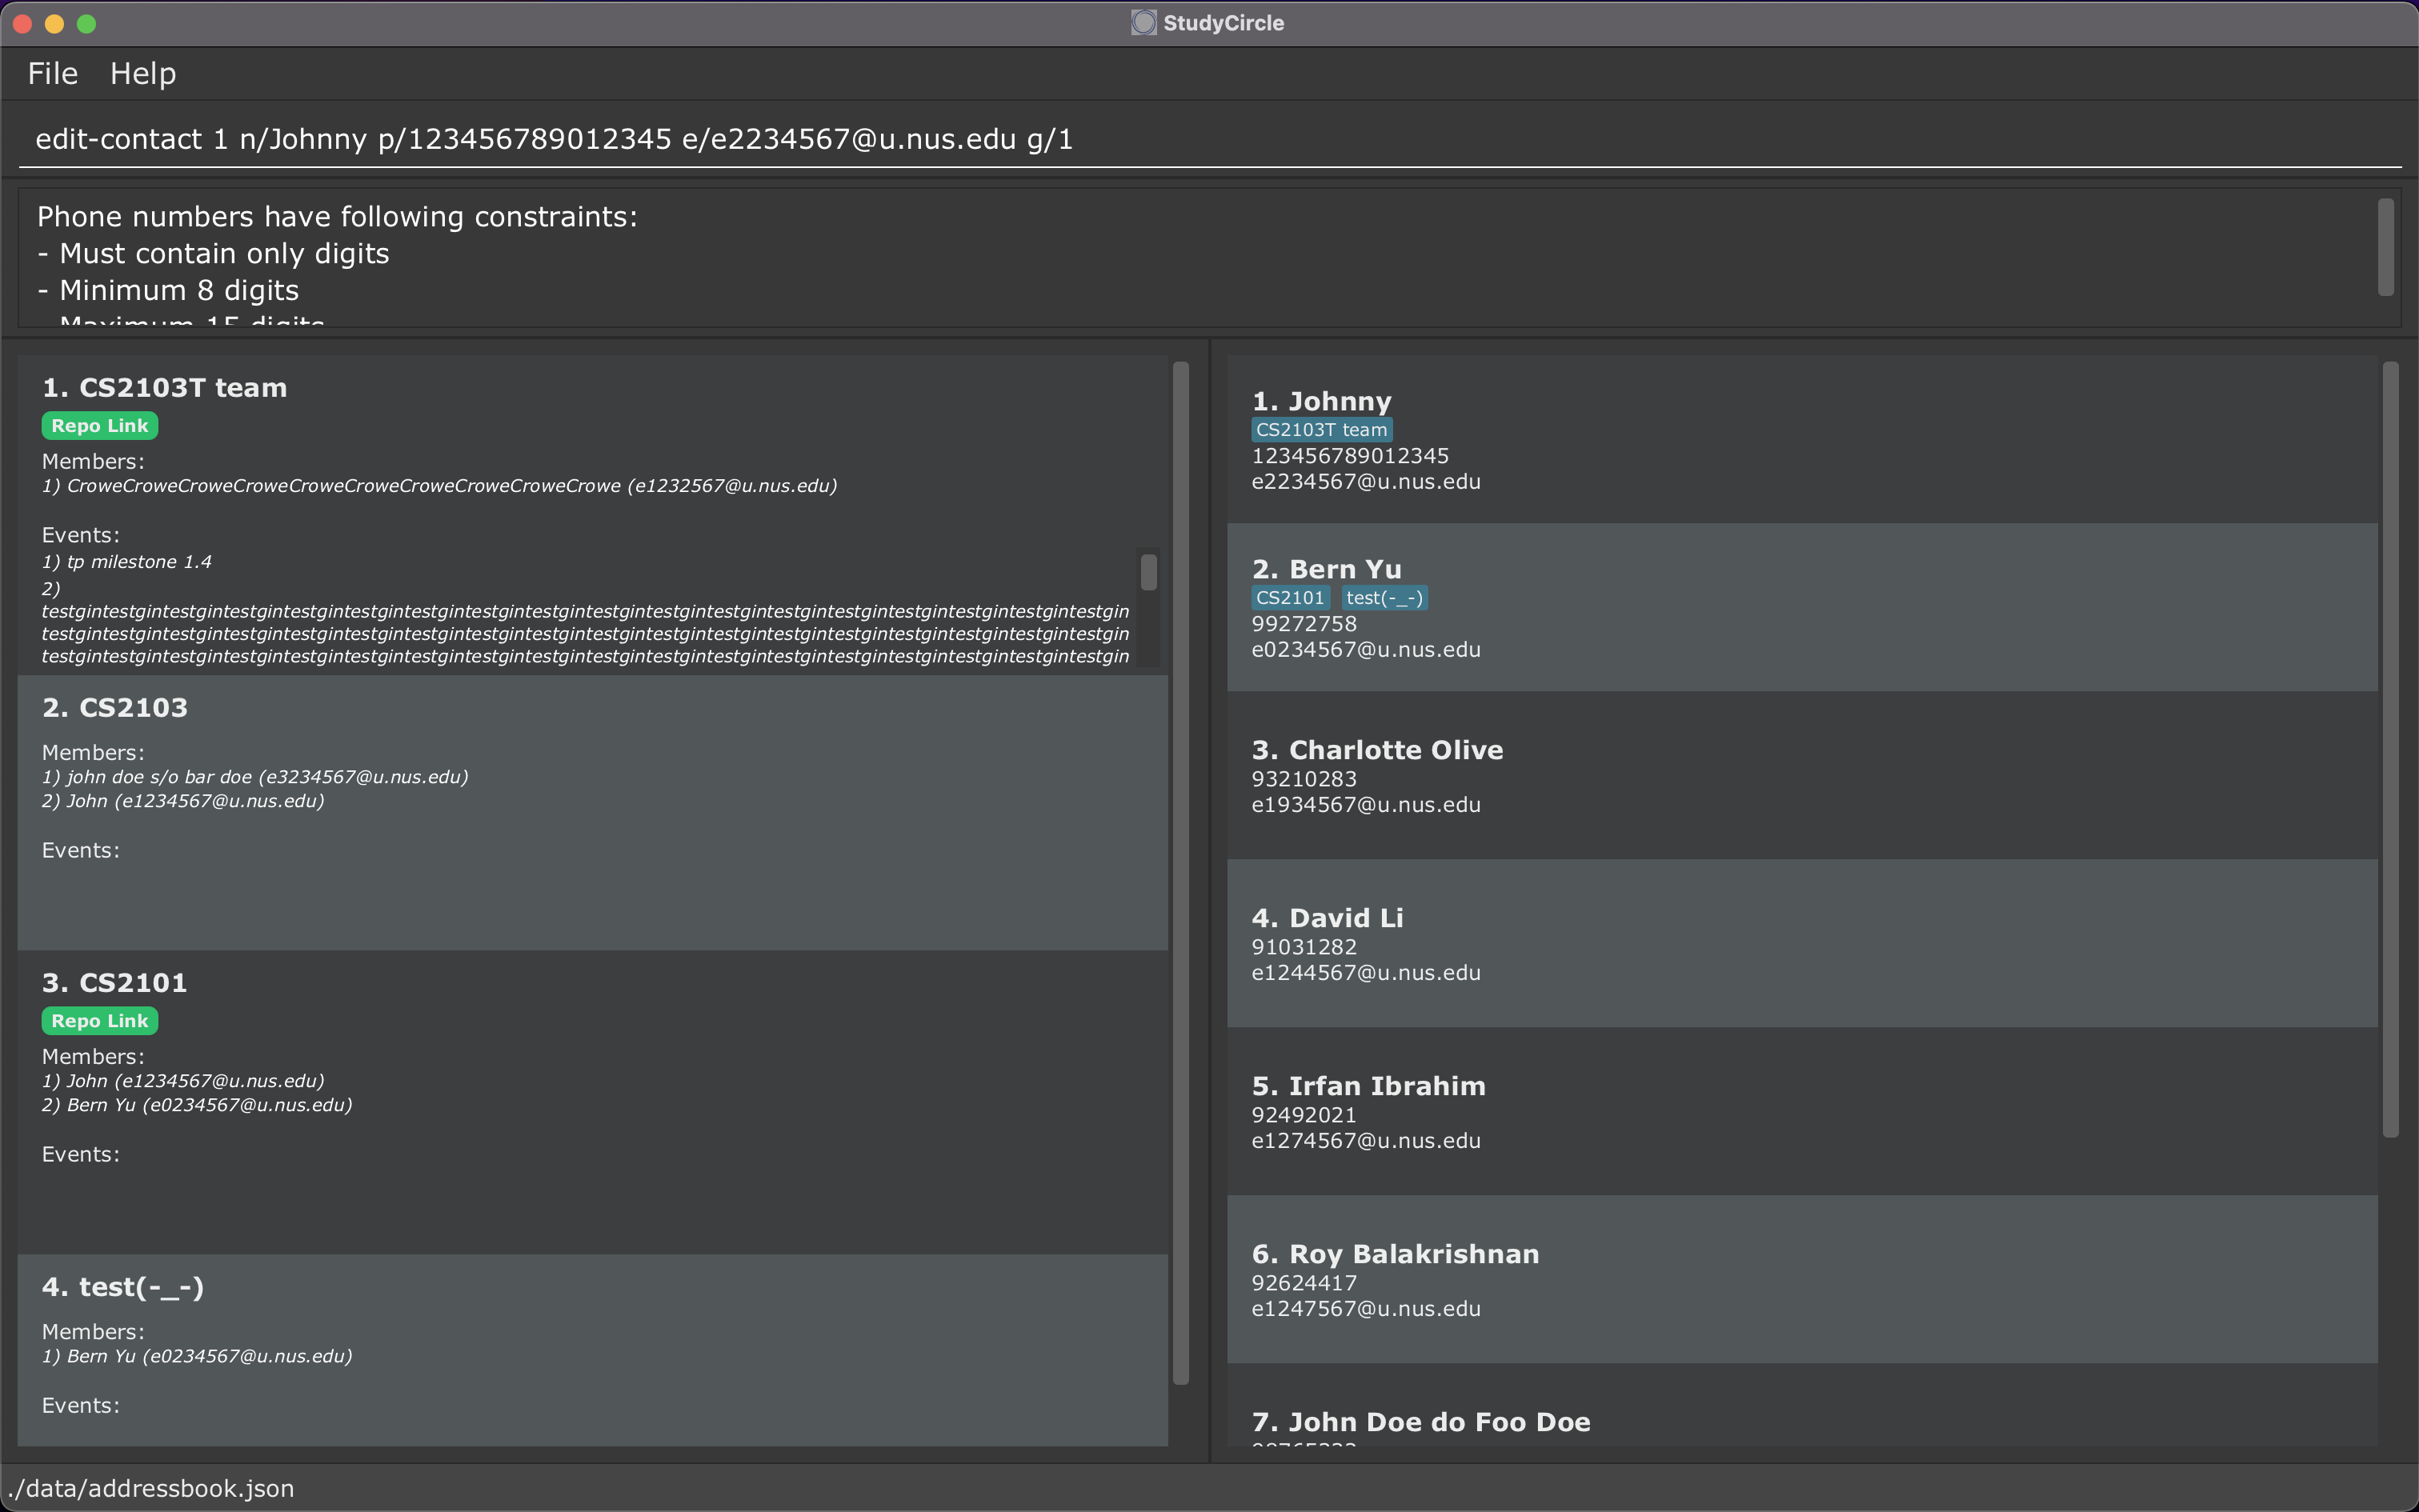 StudyCircle
File Help
edit-contact 1 n/Johnny p/123456789012345 e/e2234567@u.nus.edu g/1
Phone numbers have following constraints:
- Must contain only digits
- Minimum 8 digits
- Maximum 15 digits
1. CS2103T team
Repo Link
Members:
1) CroweCroweCroweCroweCroweCroweCroweCroweCroweCrowe (e1232567@u.nus.edu)
Events:
1) tp milestone 1.4
2)
testgintestgintestgintestgintestgintestgintestgintestgintestgintestgintestgintestgintestgintestgintestgintestgintestgin
testgintestgintestgintestgintestgintestgintestgintestgintestgintestgintestgintestgintestgintestgintestgintestgintestgin
testgintestgintestgintestgintestgintestgintestgintestgintestgintestgintestgintestgintestgintestgintestgintestgintestgin
2. CS2103
Members:
1) john doe s/o bar doe (e3234567@u.nus.edu)
2) John (e1234567@u.nus.edu)
Events:
3. CS2101
Repo Link
Members:
1) John (e1234567@u.nus.edu)
2) Bern Yu (e0234567@u.nus.edu)
Events:
4. test(-_-)
Members:
1) Bern Yu (e0234567@u.nus.edu)
Events:
1. Johnny
CS2103T team
123456789012345
e2234567@u.nus.edu
2. Bern Yu
CS2101 test(-_-)
99272758
e0234567@u.nus.edu
3. Charlotte Olive
93210283
e1934567@u.nus.edu
4. David Li
91031282
e1244567@u.nus.edu
5. Irfan Ibrahim
92492021
e1274567@u.nus.edu
6. Roy Balakrishnan
92624417
e1247567@u.nus.edu
7. John Doe do Foo Doe
./data/addressbook.json